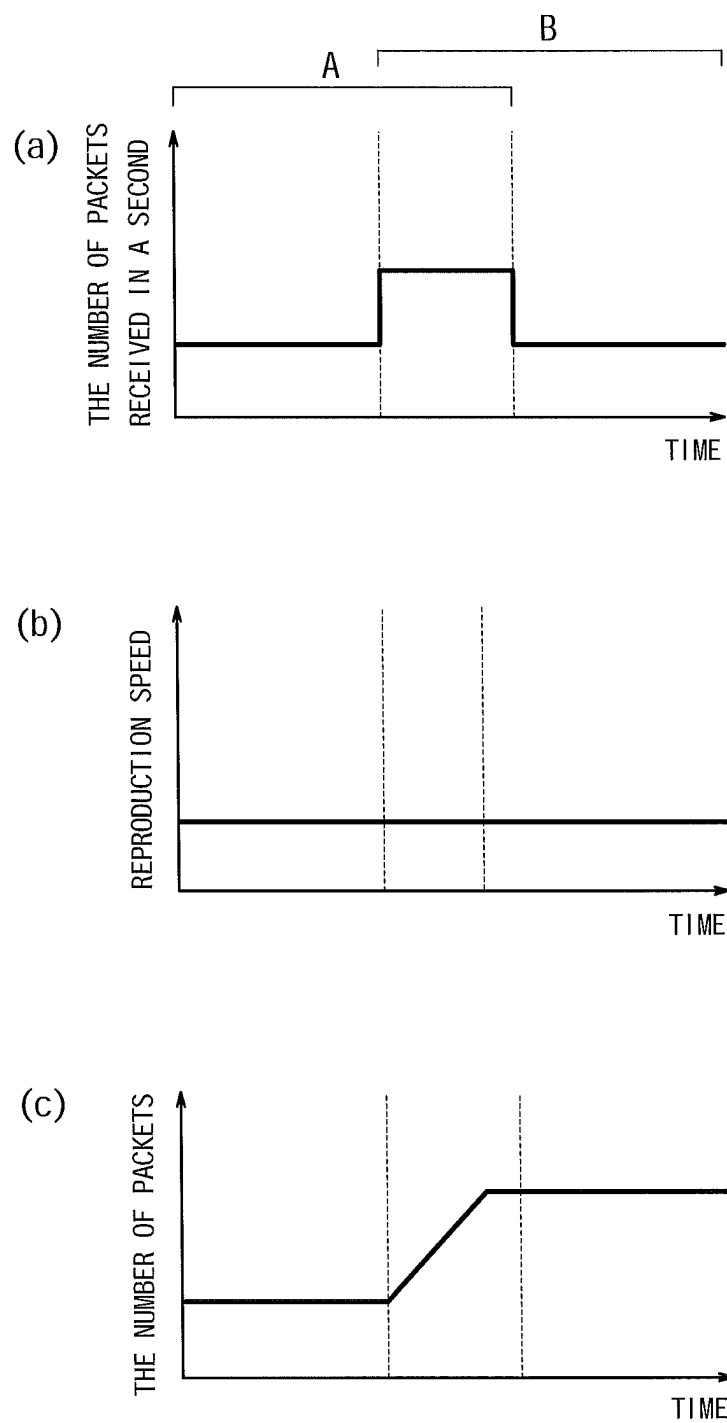 B
A
(a)
THE NUMBER OF PACKETS
RECEIVED IN A SECOND
TIME
(b)
REPRODUCTION SPEED
TIME
(c)
THE NUMBER OF PACKETS
TIME